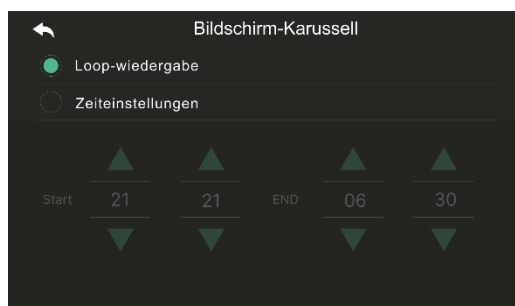 Bildschirm-Karussell
Loop-wiedergabe
Zeiteinstellungen
Start 21 21 END 06 30